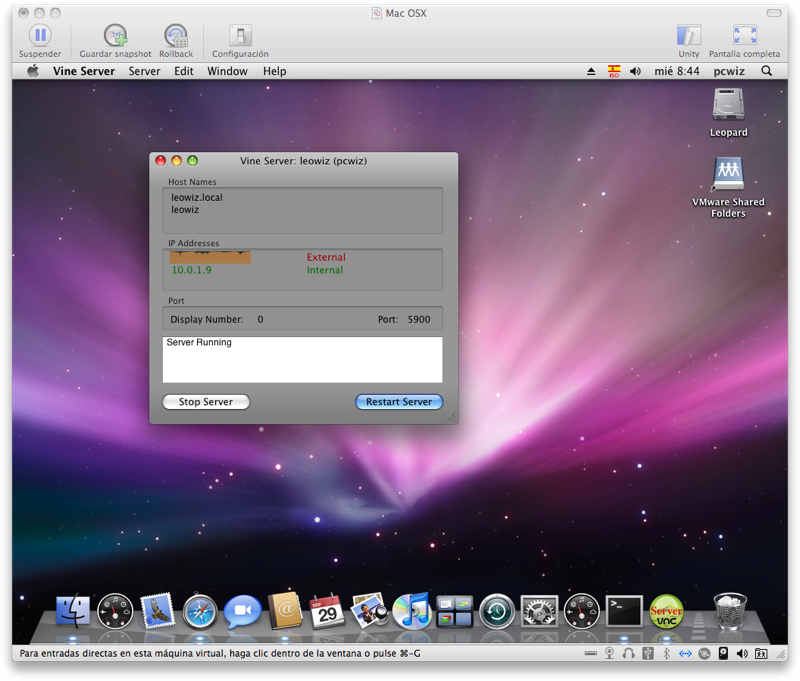 Mac OSX
Suspender
Guardar snapshot
Rollback
Configuración
Unity
Pantalla completa
Vine Server Server Edit Window Help
ISO
mié 8:44 pcwiz
Leopard
VMware Shared
Folders
Vine Server: leowiz (pcwiz)
Host Names
leowiz.local
leowiz
IP Addresses
External
10.0.1.9 Internal
Port
Display Number: 0 Port: 5900
Server Running
Stop Server Restart Server
SEP
29
@
>_
Server
VNC
Para entradas directas en esta máquina virtual, haga clic dentro de la ventana o pulse ⌘-G